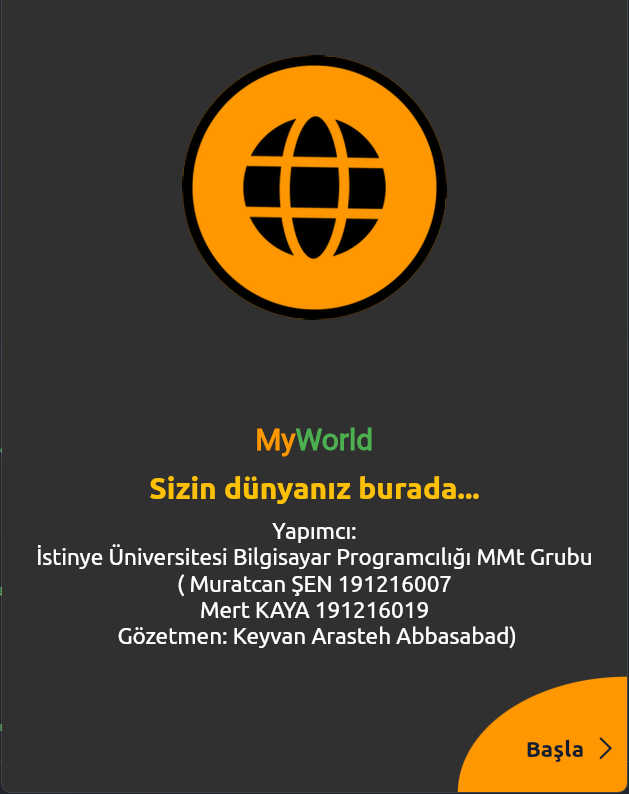 MyWorld
Sizin dünyanız burada...
Yapımcı:
İstinye Üniversitesi Bilgisayar Programcılığı MMt Grubu
( Muratcan ŞEN 191216007
Mert KAYA 191216019
Gözetmen: Keyvan Arasteh Abbasabad)
Başla